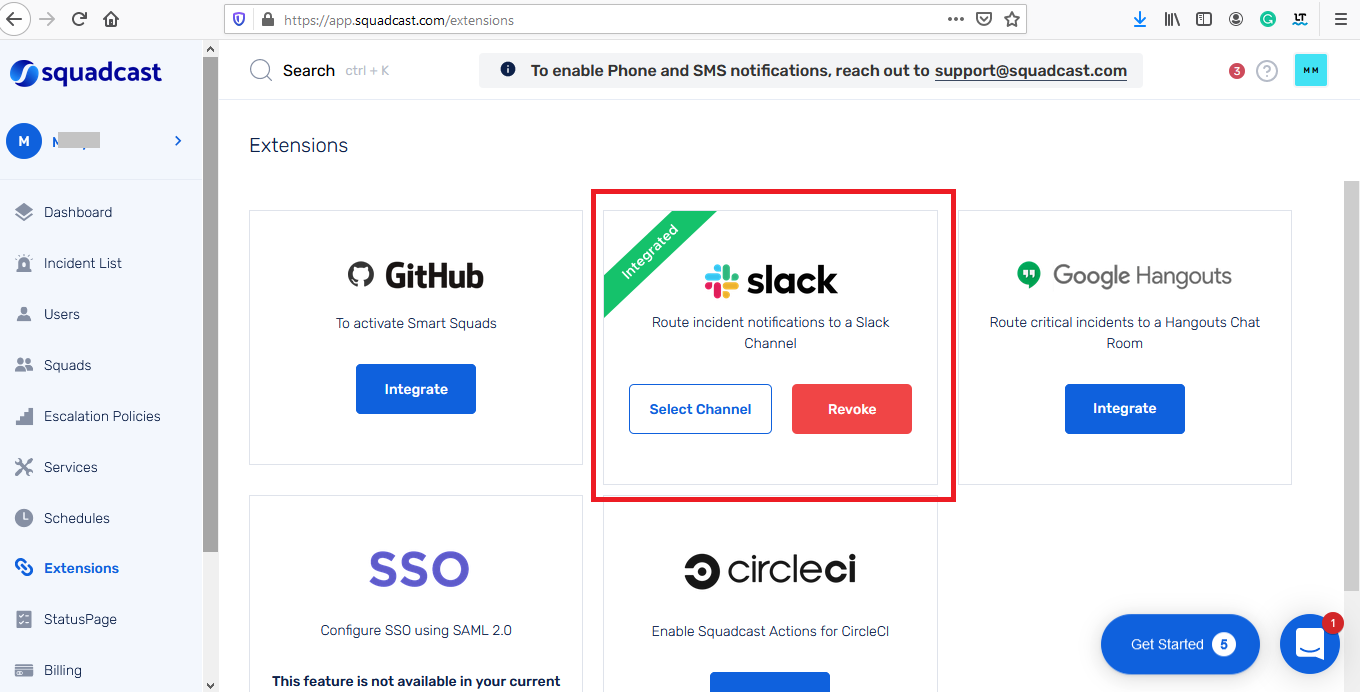 https://app.squadcast.com/extensions
squadcast
Search ctrl + K
To enable Phone and SMS notifications, reach out to support@squadcast.com
3
?
M M
M
Dashboard
Incident List
Users
Squads
Escalation Policies
Services
Schedules
Extensions
StatusPage
Billing
Extensions
GitHub
To activate Smart Squads
Integrate
Integrated
slack
Route incident notifications to a Slack
Channel
Select Channel
Revoke
Google Hangouts
Route critical incidents to a Hangouts Chat
Room
Integrate
SSO
Configure SSO using SAML 2.0
This feature is not available in your current
circleci
Enable Squadcast Actions for CircleCI
Get Started 5
1